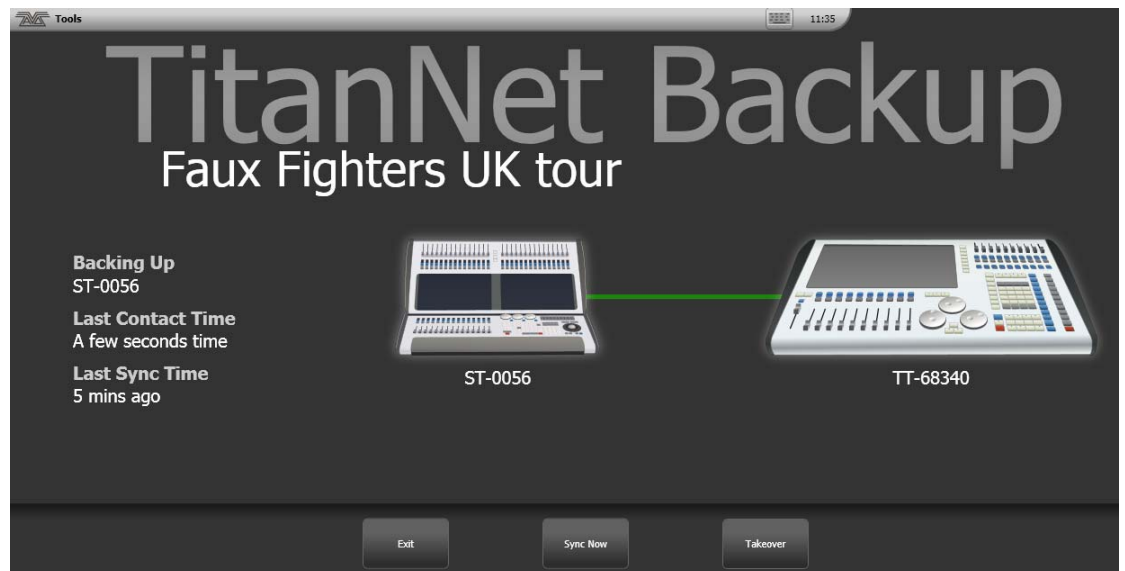 Tools
11:35
TitanNet Backup
Faux Fighters UK tour
Backing Up
ST-0056
Last Contact Time
A few seconds time
Last Sync Time
5 mins ago
ST-0056
TT-68340
Exit
Sync Now
Takeover